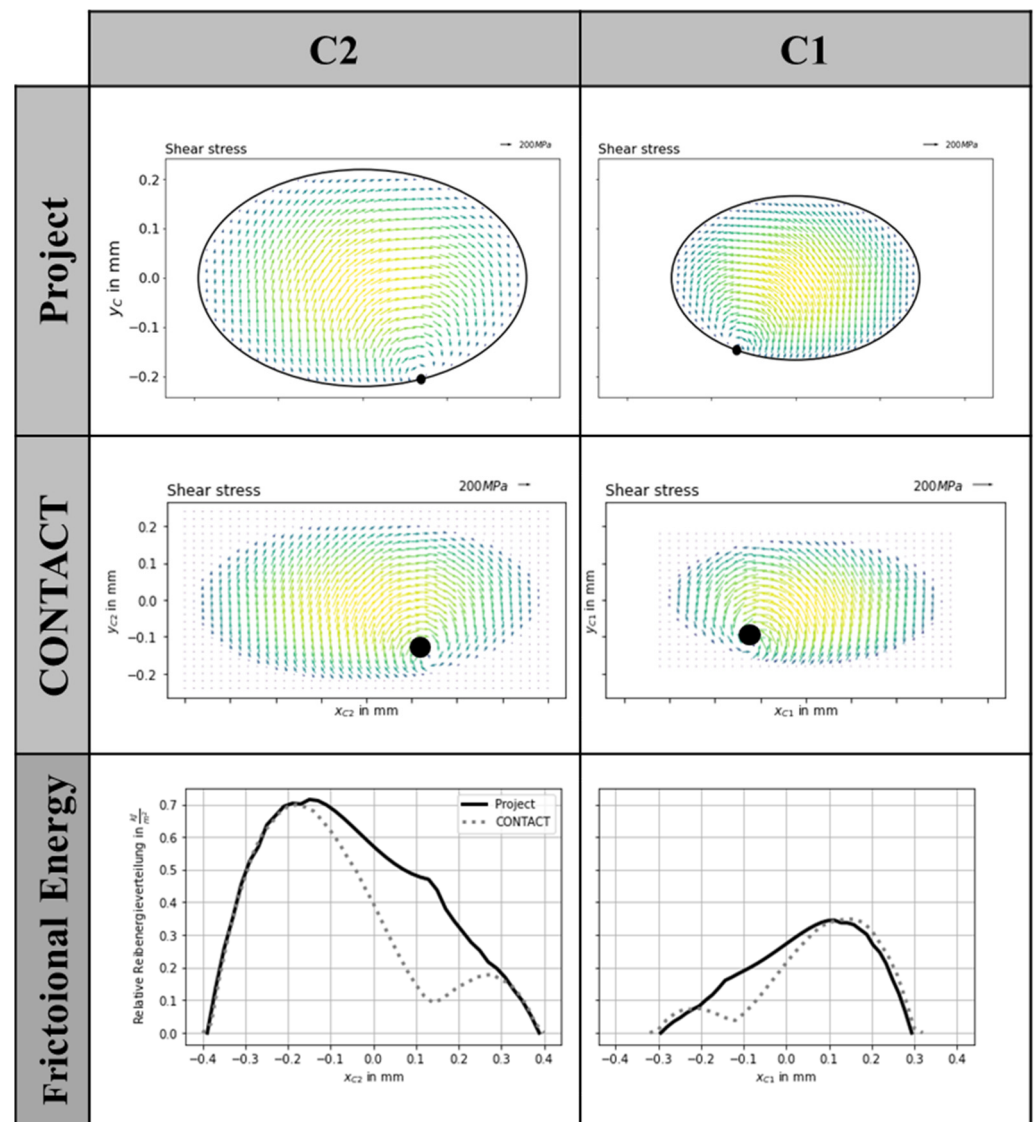 C2
C1
Project
Shear stress
200MPa
Shear stress
200MPa
y_C in mm
0.2
0.1
0.0
−0.1
−0.2
CONTACT
Shear stress
200MPa
Shear stress
200MPa
y_C2 in mm
0.2
0.1
0.0
−0.1
−0.2
x_C2 in mm
y_C1 in mm
x_C1 in mm
Frictoional Energy
Relative Reibenergieverteilung in kJ/m²
0.7
0.6
0.5
0.4
0.3
0.2
0.1
0.0
Project
CONTACT
−0.4 −0.3 −0.2 −0.1 0.0 0.1 0.2 0.3 0.4
x_C2 in mm
−0.4 −0.3 −0.2 −0.1 0.0 0.1 0.2 0.3 0.4
x_C1 in mm